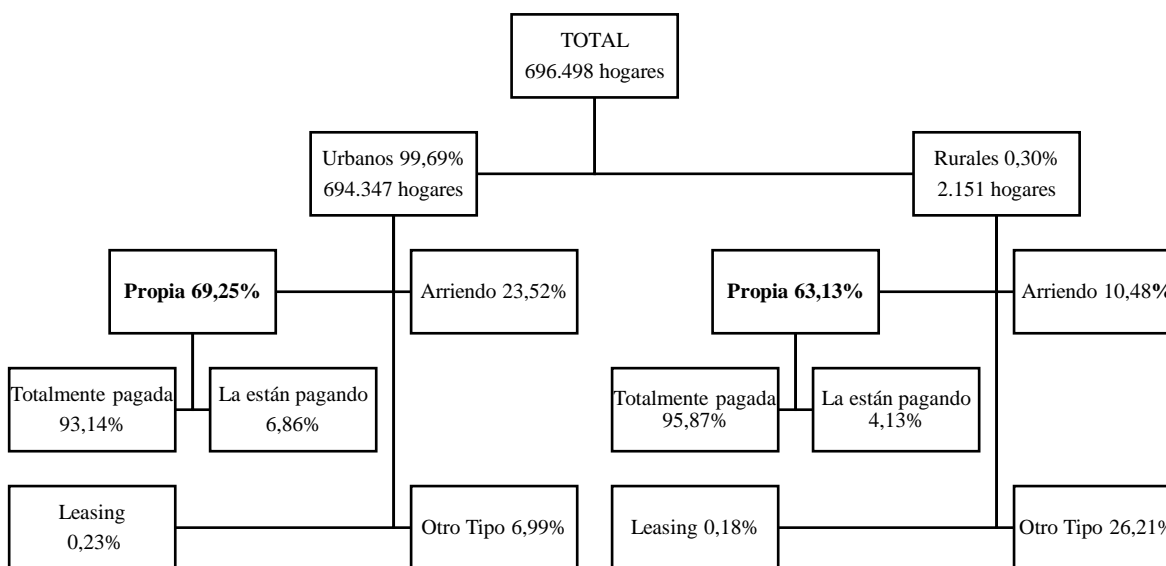 TOTAL
696.498 hogares
Urbanos 99,69%
694.347 hogares
Rurales 0,30%
2.151 hogares
Propia 69,25%
Arriendo 23,52%
Propia 63,13%
Arriendo 10,48%
Totalmente pagada
93,14%
La están pagando
6,86%
Totalmente pagada
95,87%
La están pagando
4,13%
Leasing
0,23%
Otro Tipo 6,99%
Leasing 0,18%
Otro Tipo 26,21%